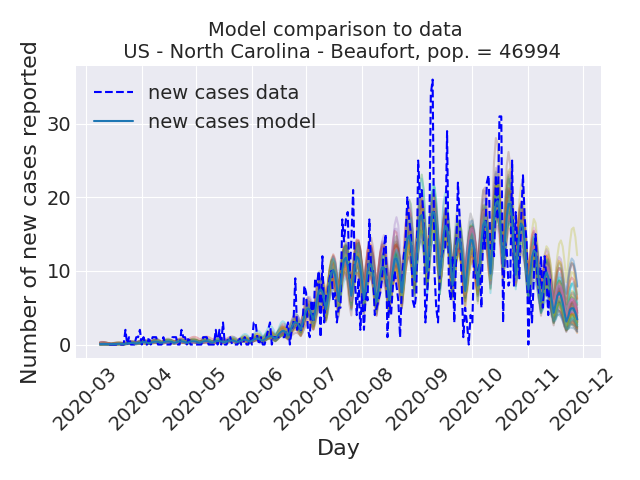 Model comparison to data
US - North Carolina - Beaufort, pop. = 46994
Number of new cases reported
new cases data
new cases model
30
20
10
0
2020-03
2020-04
2020-05
2020-06
2020-07
2020-08
2020-09
2020-10
2020-11
2020-12
Day